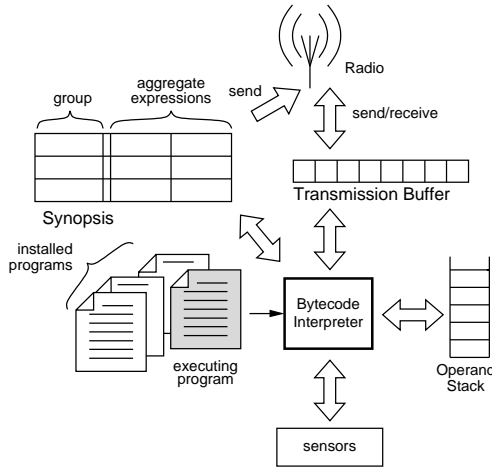 aggregate
expressions
group
send
Radio
send/receive
Synopsis
Transmission Buffer
installed
programs
Bytecode
Interpreter
executing
program
Operand
Stack
sensors